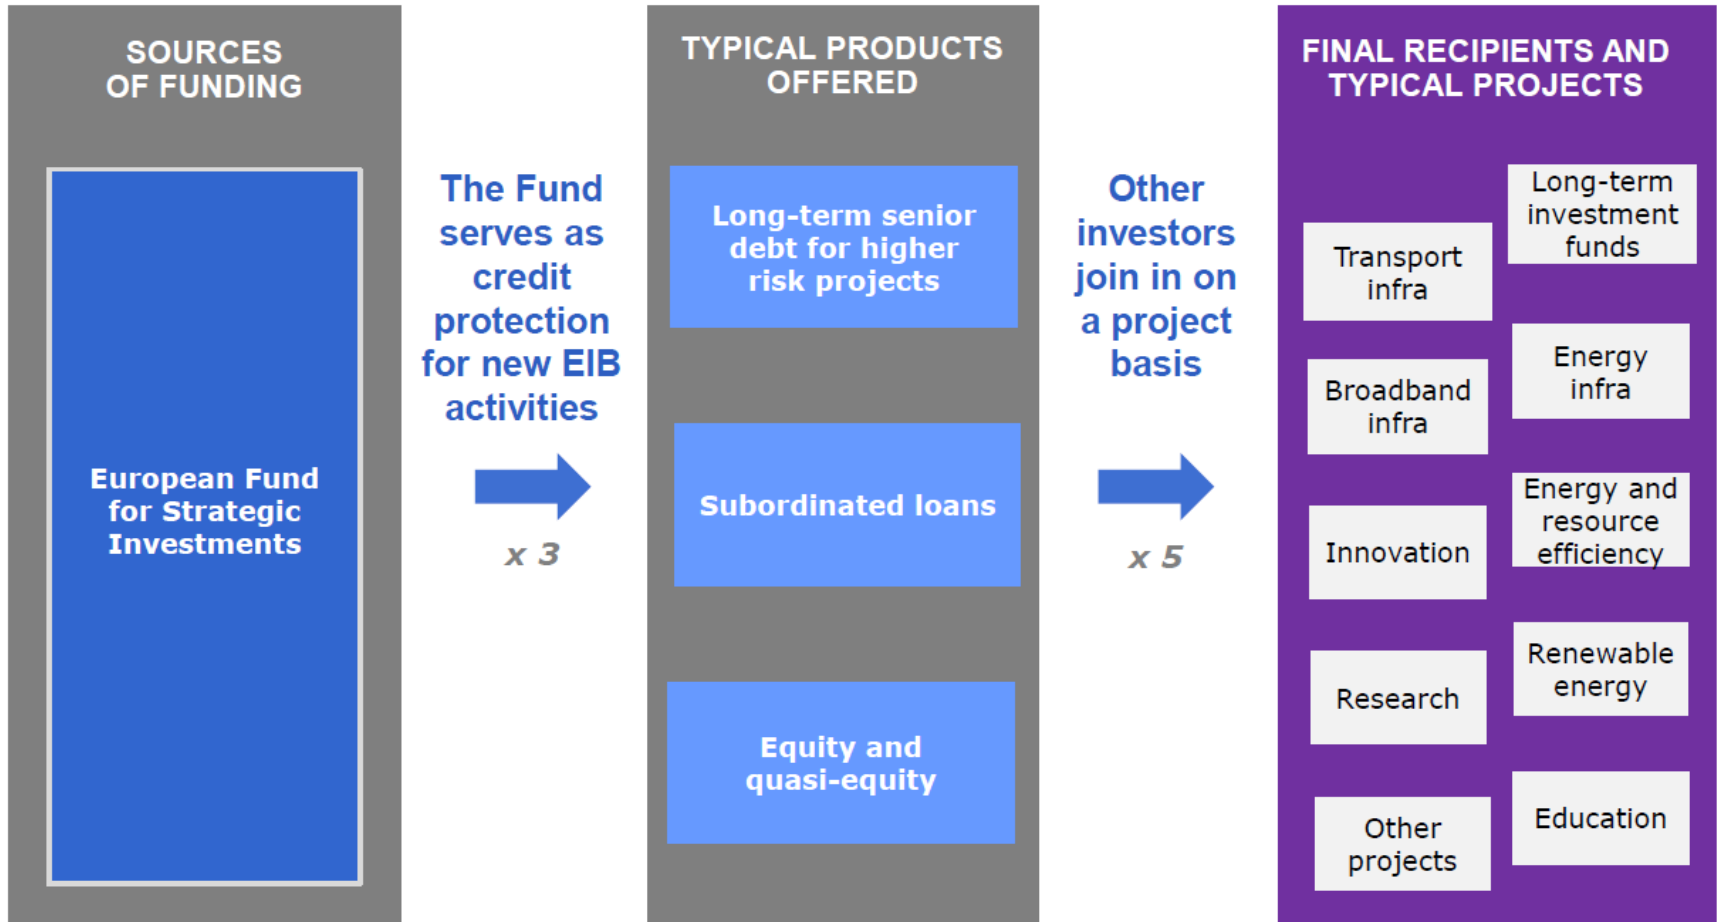 SOURCES
OF FUNDING
European Fund
for Strategic
Investments
The Fund
serves as
credit
protection
for new EIB
activities
x 3
TYPICAL PRODUCTS
OFFERED
Long-term senior
debt for higher
risk projects
Subordinated loans
Equity and
quasi-equity
Other
investors
join in on
a project
basis
x 5
FINAL RECIPIENTS AND
TYPICAL PROJECTS
Long-term
investment
funds
Transport
infra
Energy
infra
Broadband
infra
Energy and
resource
efficiency
Innovation
Renewable
energy
Research
Education
Other
projects